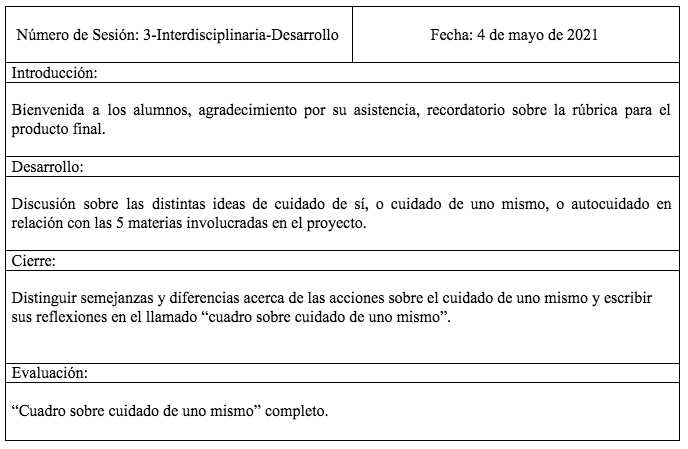 Número de Sesión: 3-Interdisciplinaria-Desarrollo
Fecha: 4 de mayo de 2021
Introducción:
Bienvenida a los alumnos, agradecimiento por su asistencia, recordatorio sobre la rúbrica para el
producto final.
Desarrollo:
Discusión sobre las distintas ideas de cuidado de sí, o cuidado de uno mismo, o autocuidado en
relación con las 5 materias involucradas en el proyecto.
Cierre:
Distinguir semejanzas y diferencias acerca de las acciones sobre el cuidado de uno mismo y escribir
sus reflexiones en el llamado “cuadro sobre cuidado de uno mismo”.
Evaluación:
“Cuadro sobre cuidado de uno mismo” completo.